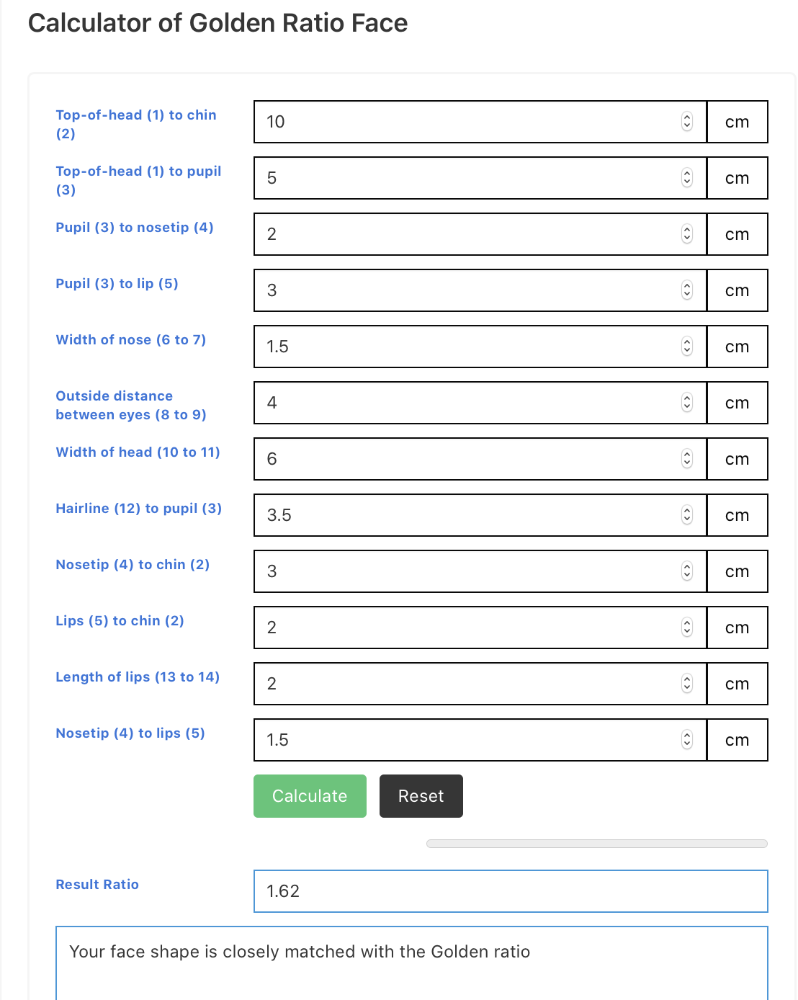 Calculator of Golden Ratio Face
Top-of-head (1) to chin
(2)
10
cm
Top-of-head (1) to pupil
(3)
5
cm
Pupil (3) to nosetip (4)
2
cm
Pupil (3) to lip (5)
3
cm
Width of nose (6 to 7)
1.5
cm
Outside distance
between eyes (8 to 9)
4
cm
Width of head (10 to 11)
6
cm
Hairline (12) to pupil (3)
3.5
cm
Nosetip (4) to chin (2)
3
cm
Lips (5) to chin (2)
2
cm
Length of lips (13 to 14)
2
cm
Nosetip (4) to lips (5)
1.5
cm
Calculate
Reset
Result Ratio
1.62
Your face shape is closely matched with the Golden ratio